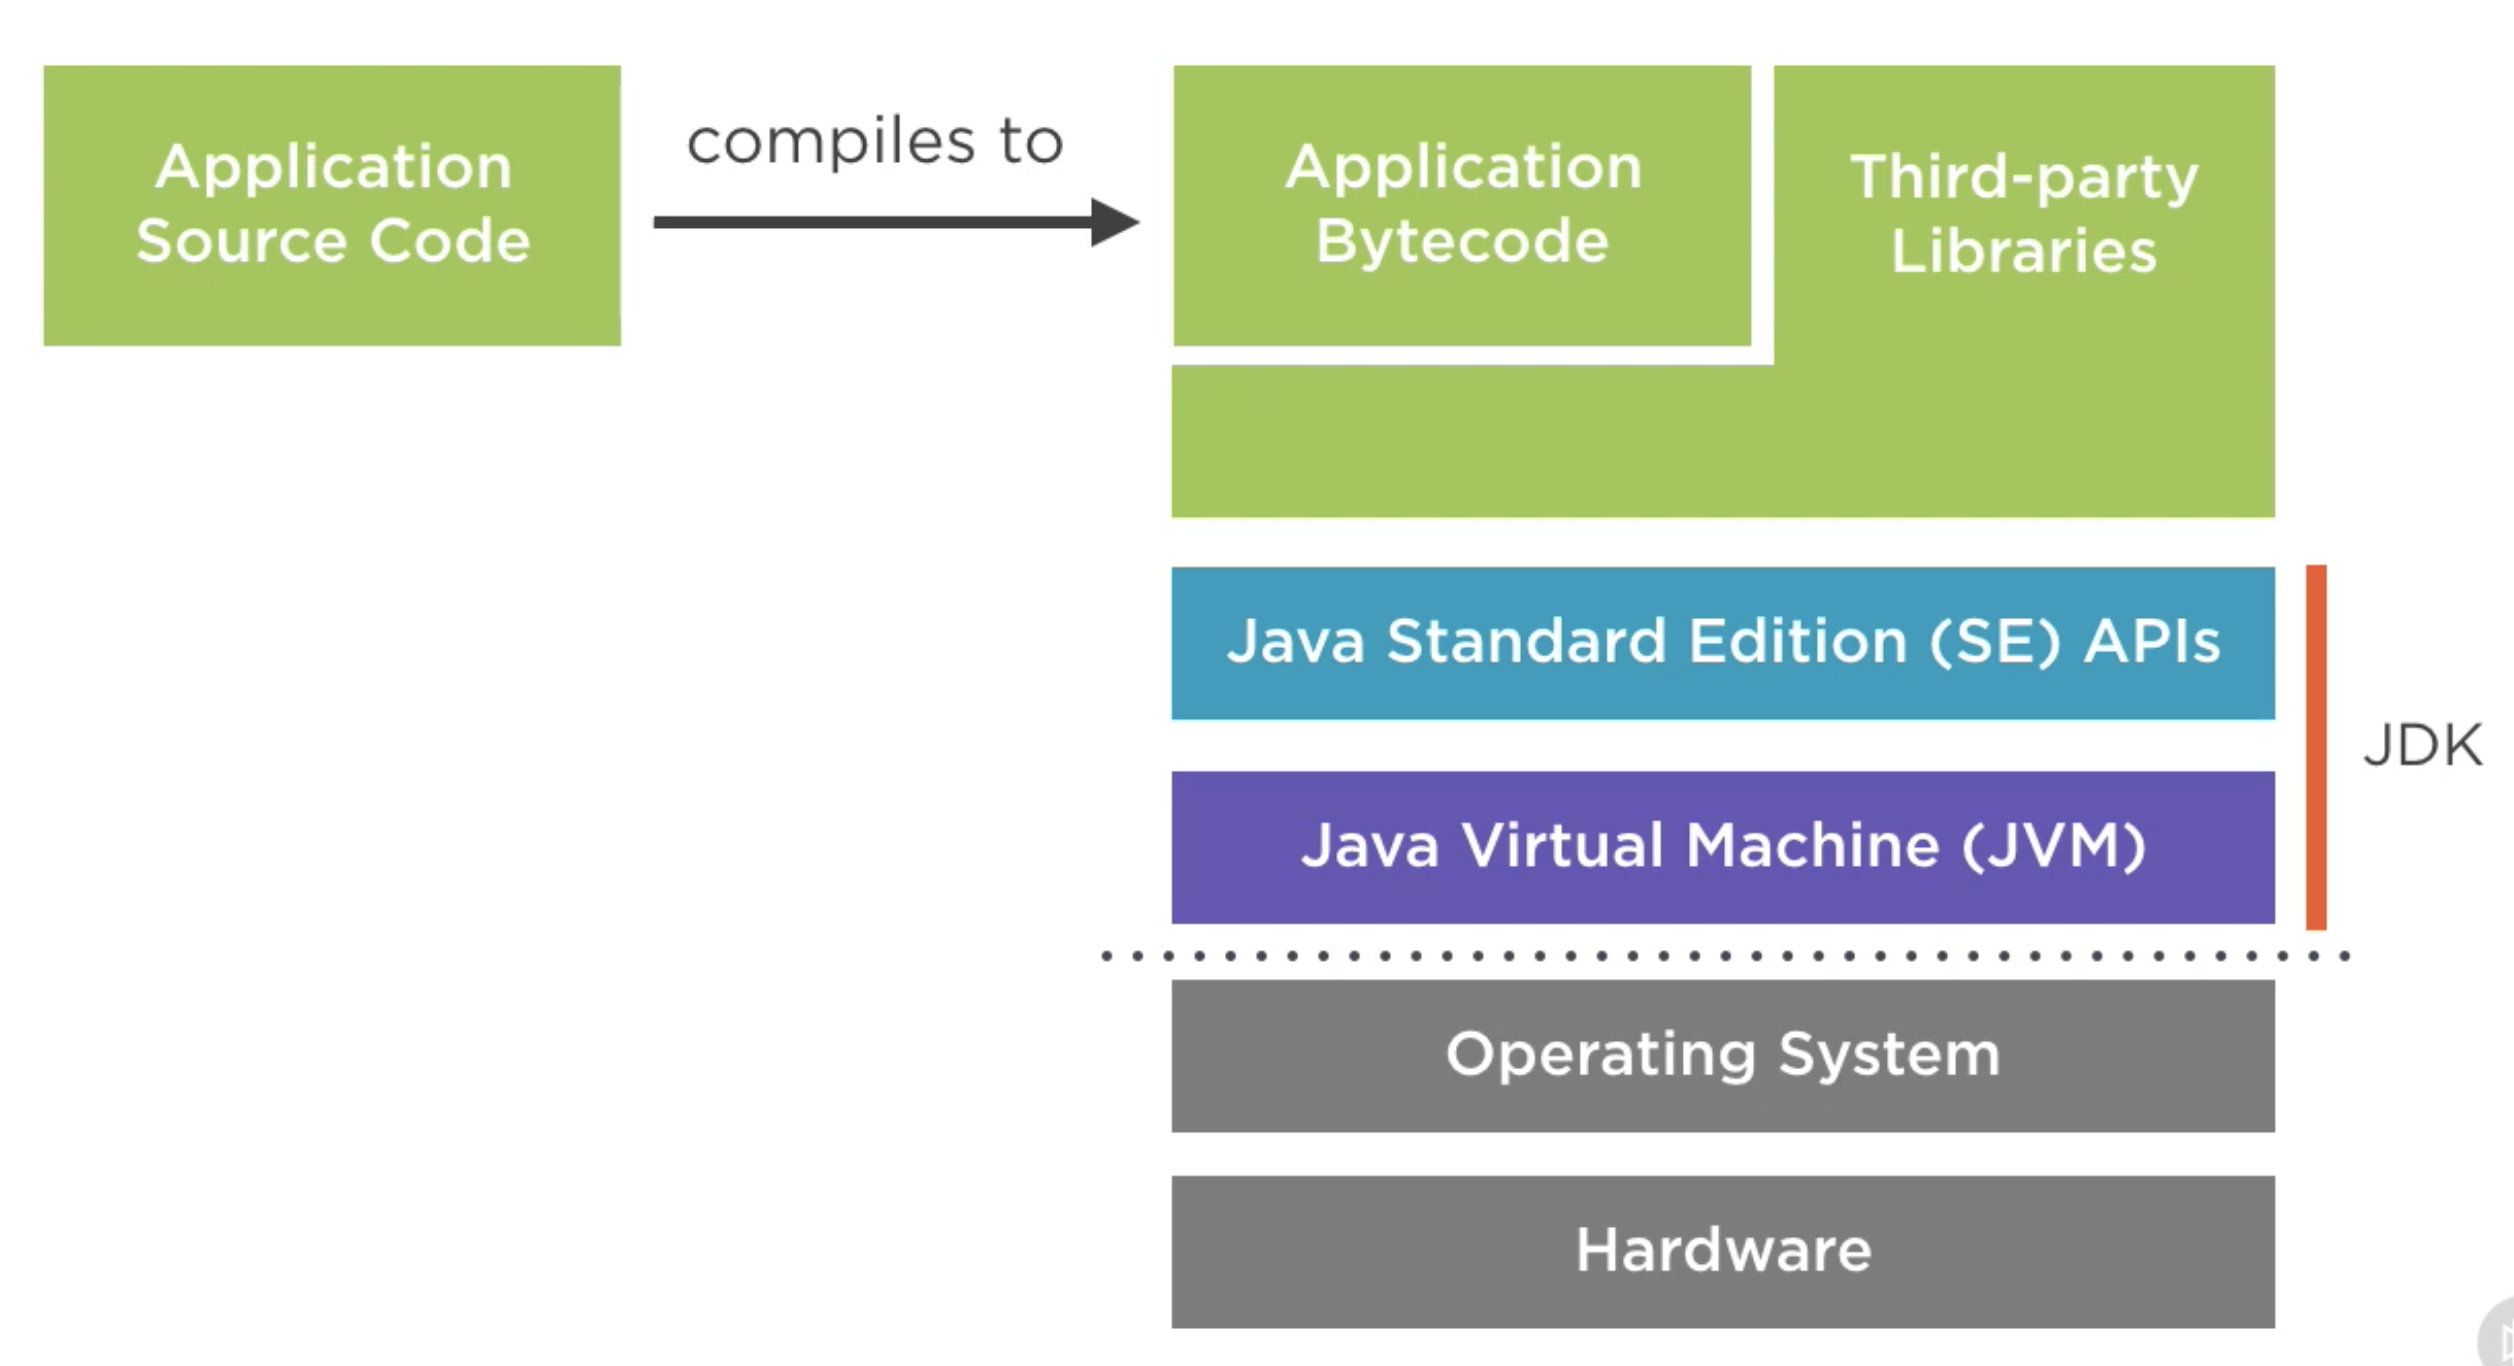 Application
Source Code
compiles to
Application
Bytecode
Third-party
Libraries
Java Standard Edition (SE) APIs
JDK
Java Virtual Machine (JVM)
Operating System
Hardware